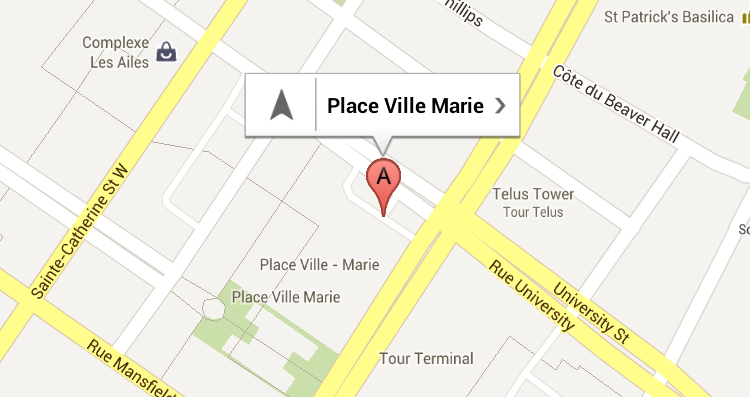 hillips
St Patrick's Basilica
Complexe
Les Ailes
Côte du Beaver Hall
Place Ville Marie
A
Telus Tower
Tour Telus
Sainte-Catherine St W
Place Ville - Marie
Place Ville Marie
Rue University
University St
Tour Terminal
Rue Mansfield